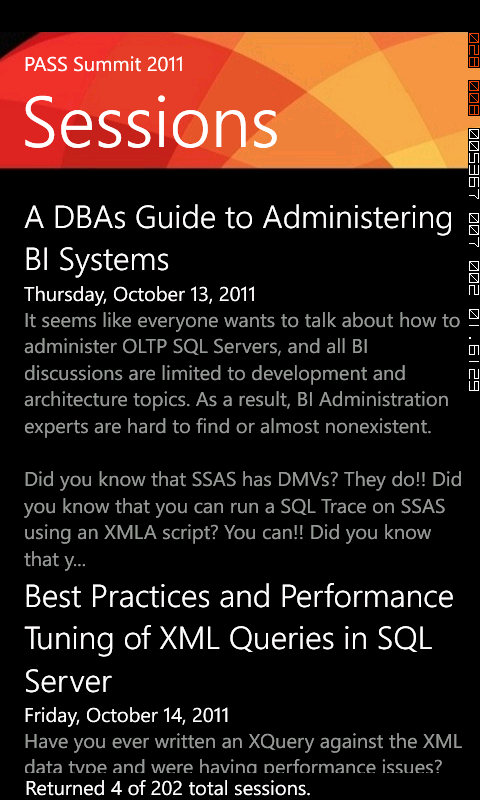 PASS Summit 2011
Sessions
A DBAs Guide to Administering
BI Systems
Thursday, October 13, 2011
It seems like everyone wants to talk about how to
administer OLTP SQL Servers, and all BI
discussions are limited to development and
architecture topics. As a result, BI Administration
experts are hard to find or almost nonexistent.
Did you know that SSAS has DMVs? They do!! Did
you know that you can run a SQL Trace on SSAS
using an XMLA script? You can!! Did you know
that y...
Best Practices and Performance
Tuning of XML Queries in SQL
Server
Friday, October 14, 2011
Have you ever written an XQuery against the XML
data type and were having performance issues?
Returned 4 of 202 total sessions.
028 008 005367 007 002 01.6129